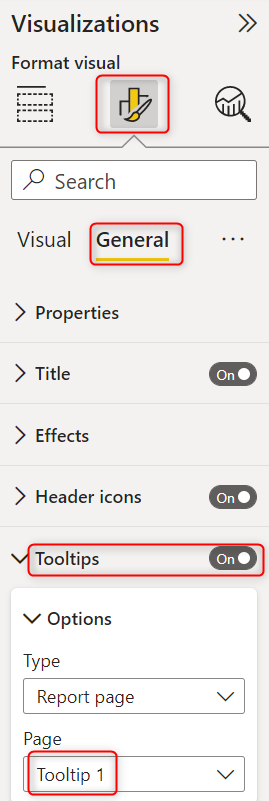 Visualizations
Format visual
Search
Visual General ...
Properties
Title On
Effects
Header icons On
Tooltips On
Options
Type
Report page
Page
Tooltip 1